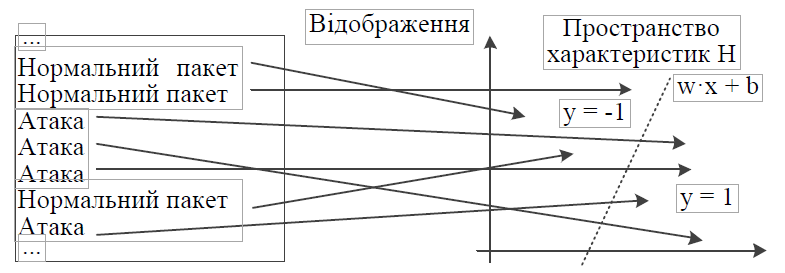 ...
Нормальний пакет
Нормальний пакет
Атака
Атака
Атака
Нормальний пакет
Атака
...
Відображення
Пространство
характеристик H
w·x + b
y = -1
y = 1